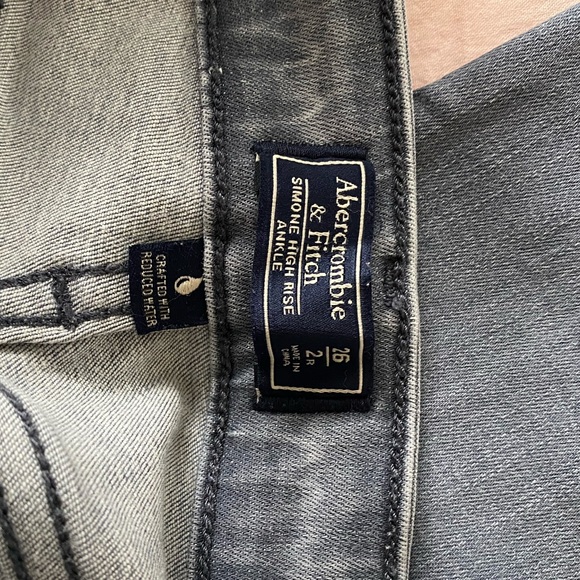 Abercrombie
& Fitch
SIMONE HIGH RISE
ANKLE
26
2R
MADE IN
CHINA
CRAFTED WITH
REDUCED WATER